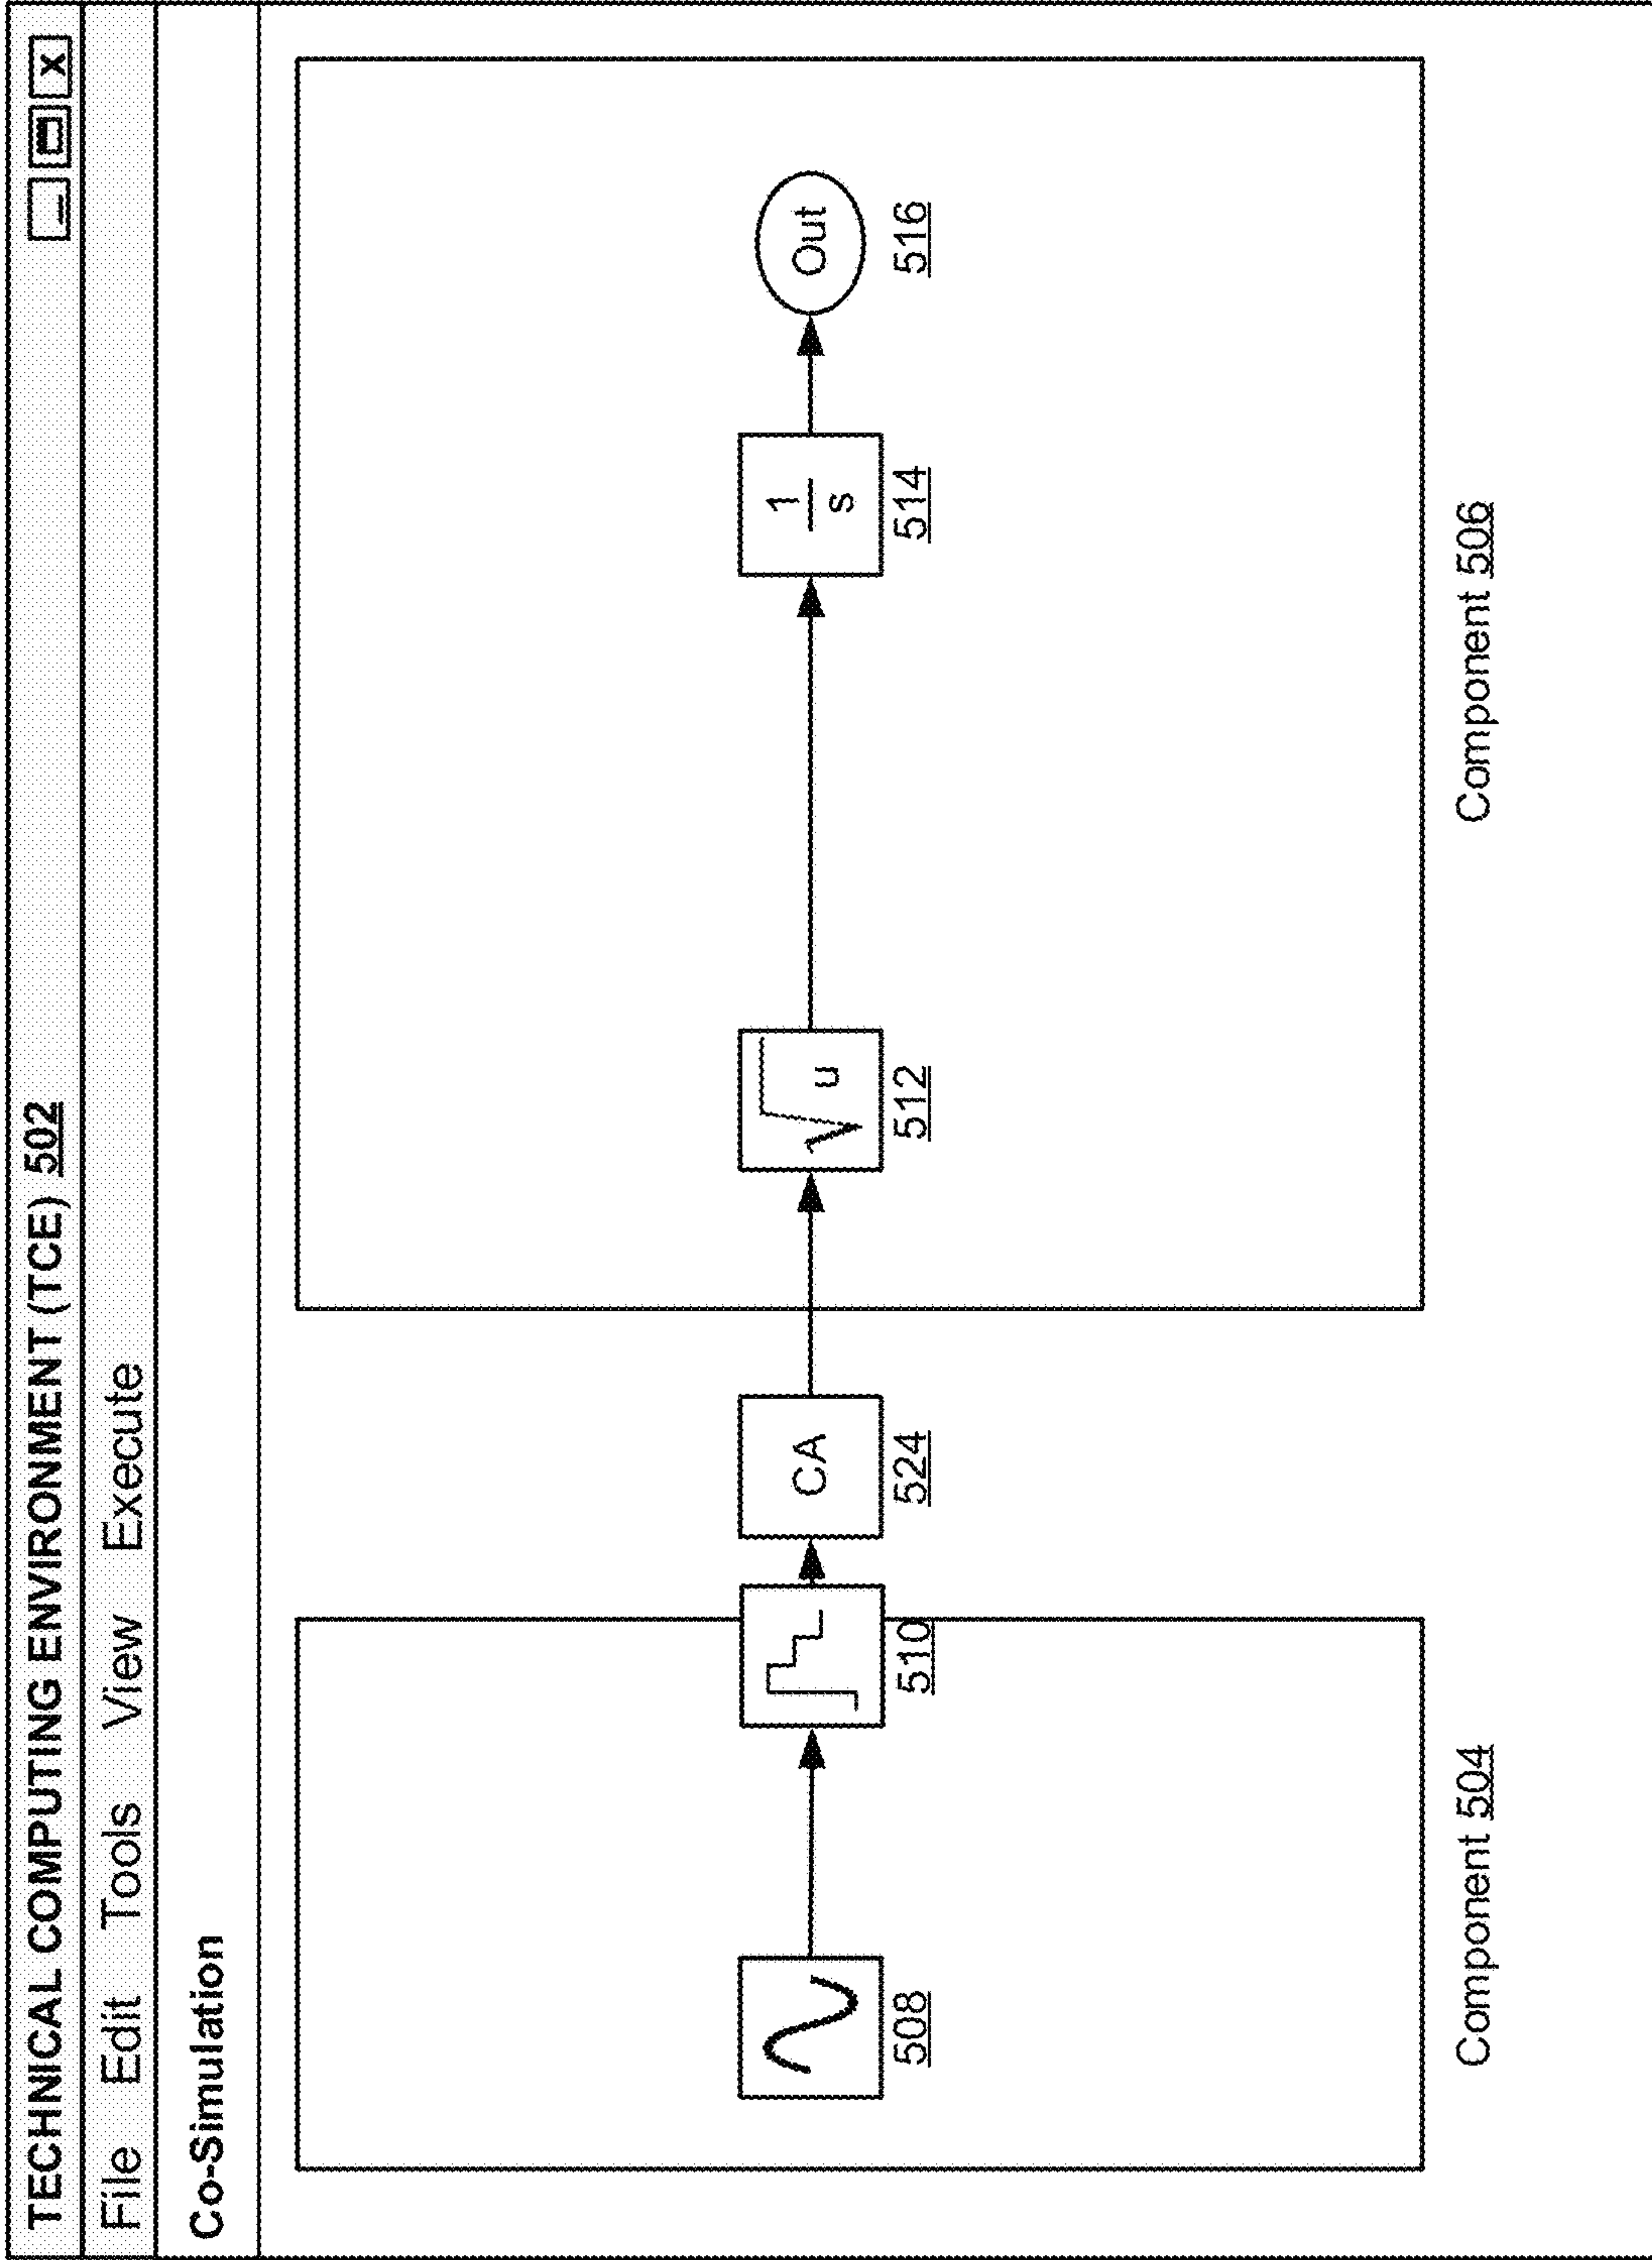 TECHNICAL COMPUTING ENVIRONMENT (TCE) 502
X
File Edit Tools View Execute
Co-Simulation
508
510
CA
524
√u
512
1
s
514
Out
516
Component 504
Component 506